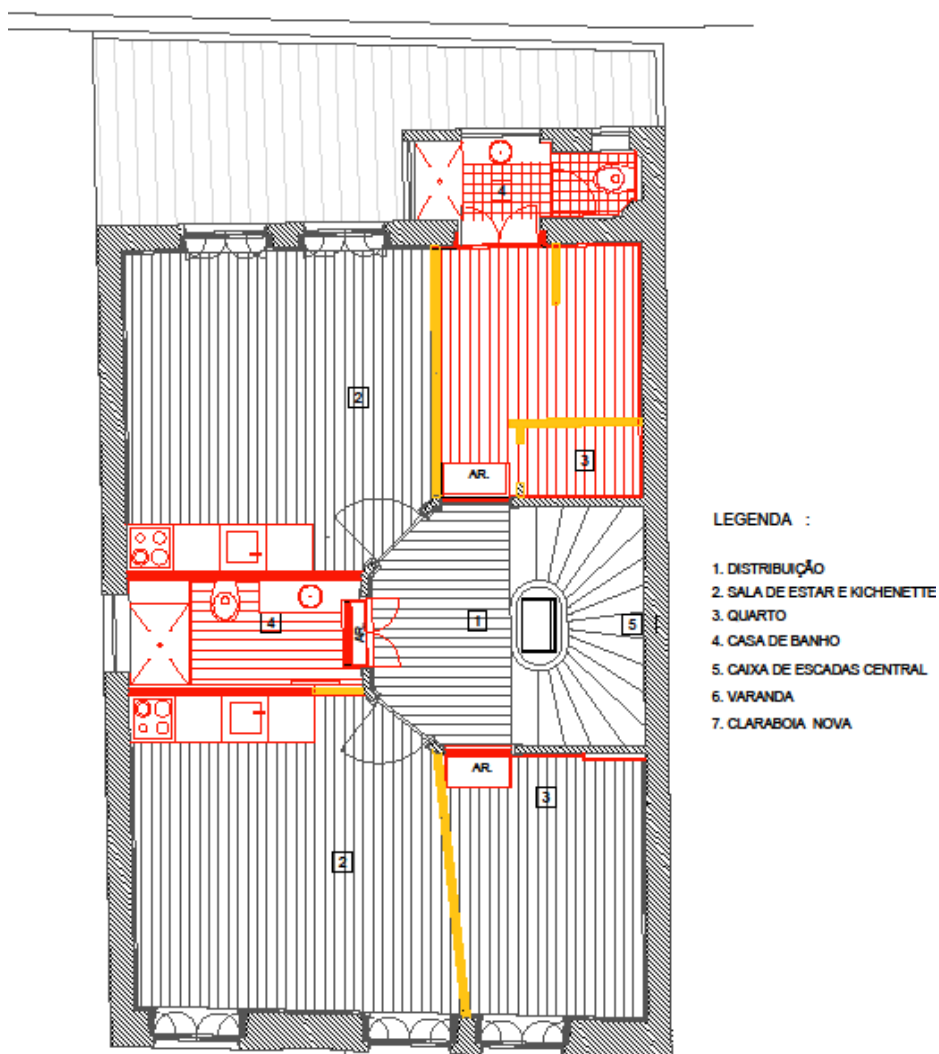 4
2
3
AR.
LEGENDA :
1. DISTRIBUIÇÃO
2. SALA DE ESTAR E KICHENETTE
3. QUARTO
4. CASA DE BANHO
5. CAIXA DE ESCADAS CENTRAL
6. VARANDA
7. CLARABOIA NOVA
4
AR.
1
5
AR.
3
2